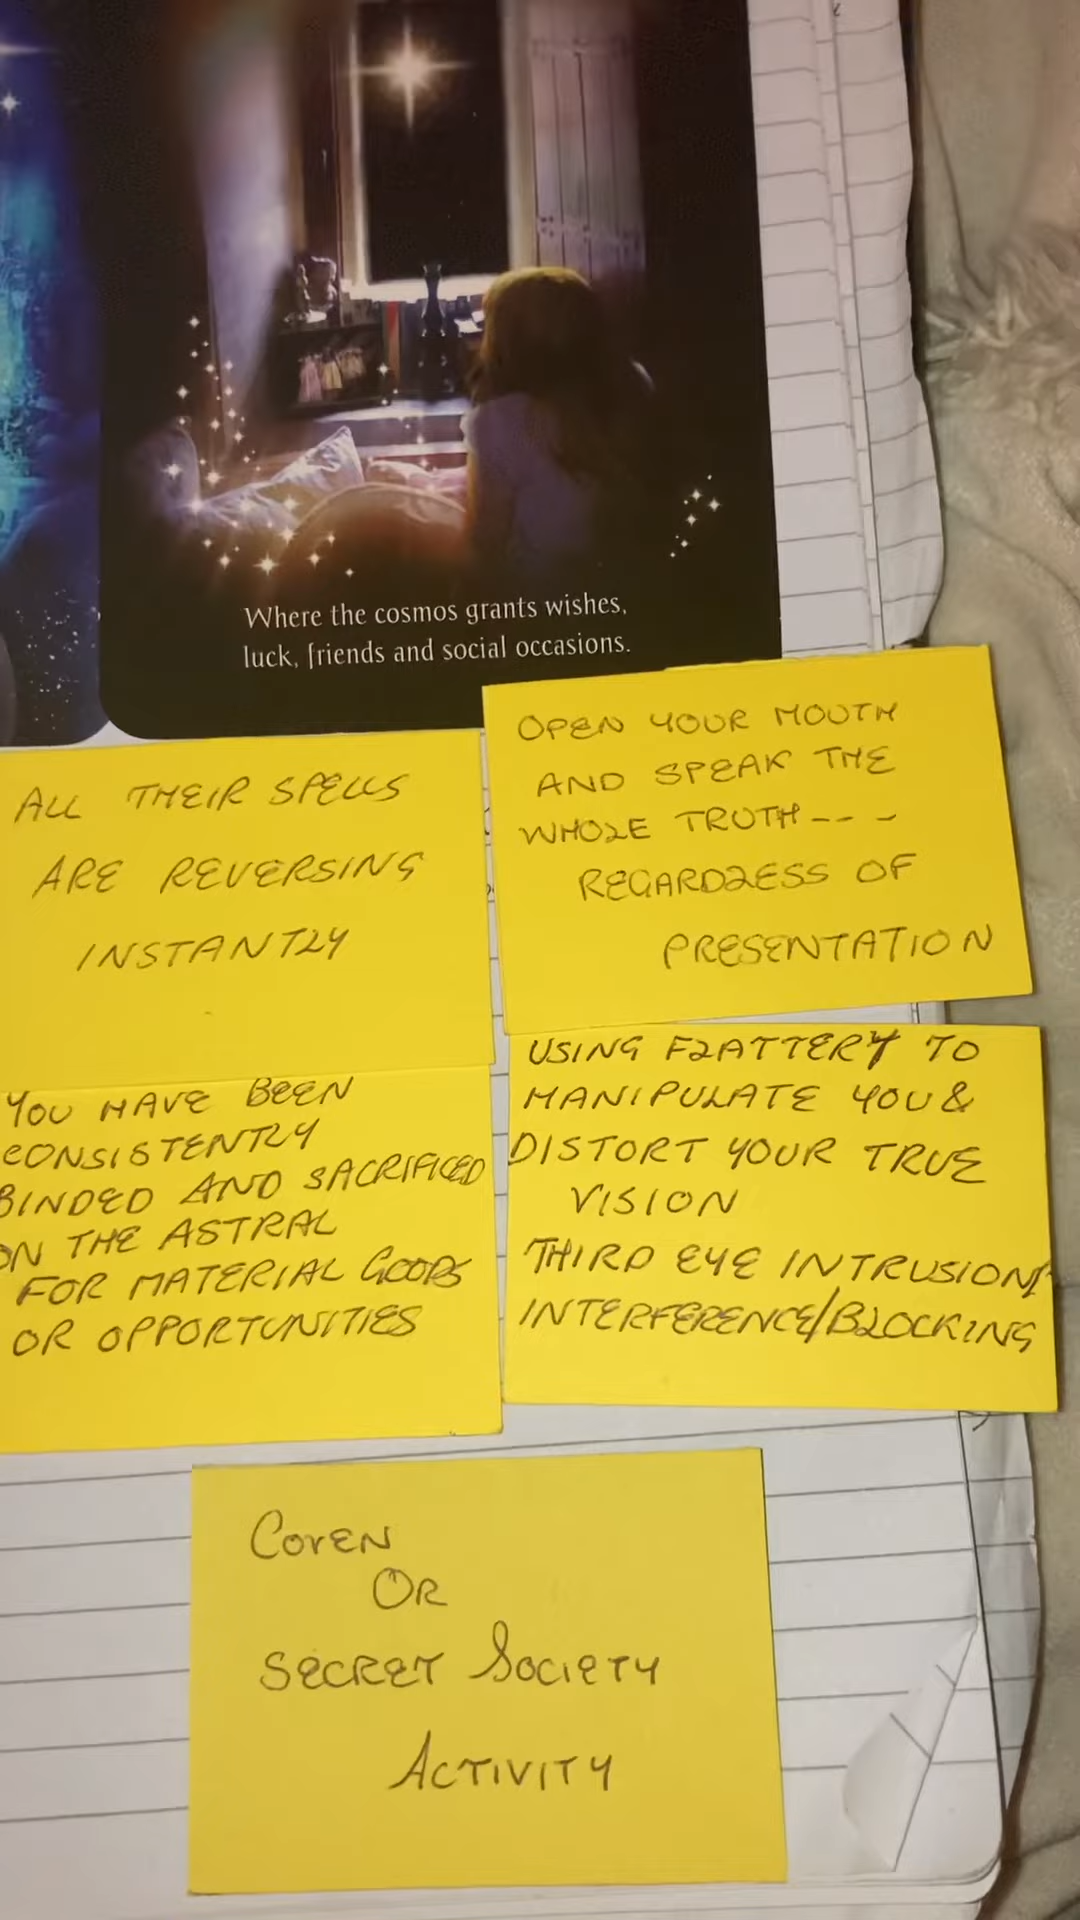 Where the cosmos grants wishes,
luck, friends and social occasions.
ALL THEIR SPELLS
ARE REVERSING
INSTANTLY
OPEN YOUR MOUTH
AND SPEAK THE
WHOLE TRUTH---
REGARDLESS OF
PRESENTATION
YOU HAVE BEEN
CONSISTENTLY
BINDED AND SACRIFICED
ON THE ASTRAL
FOR MATERIAL GOODS
OR OPPORTUNITIES
USING FLATTERY TO
MANIPULATE YOU &
DISTORT YOUR TRUE
VISION
THIRD EYE INTRUSION/
INTERFERENCE/BLOCKING
COVEN
OR
SECRET SOCIETY
ACTIVITY